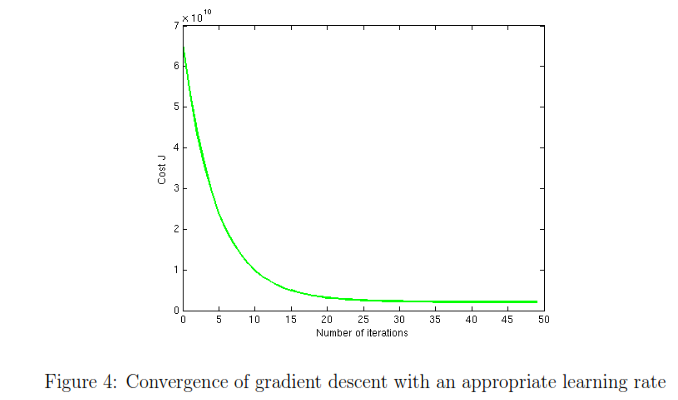 7 × 10^10
6
5
4
3
2
1
0
Cost J
0 5 10 15 20 25 30 35 40 45 50
Number of iterations
Figure 4: Convergence of gradient descent with an appropriate learning rate